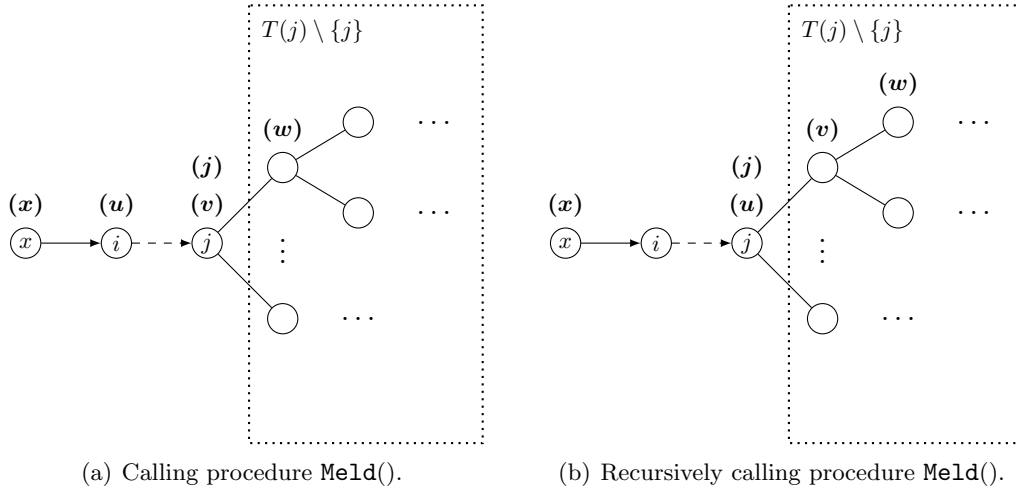 T(j) \ {j}
T(j) \ {j}
(w)
(w)
· · ·
(v)
· · ·
(j)
(j)
(x)
(u)
(v)
· · ·
(x)
(u)
· · ·
x
i
j
⋮
x
i
j
⋮
· · ·
· · ·
(a) Calling procedure Meld().
(b) Recursively calling procedure Meld().